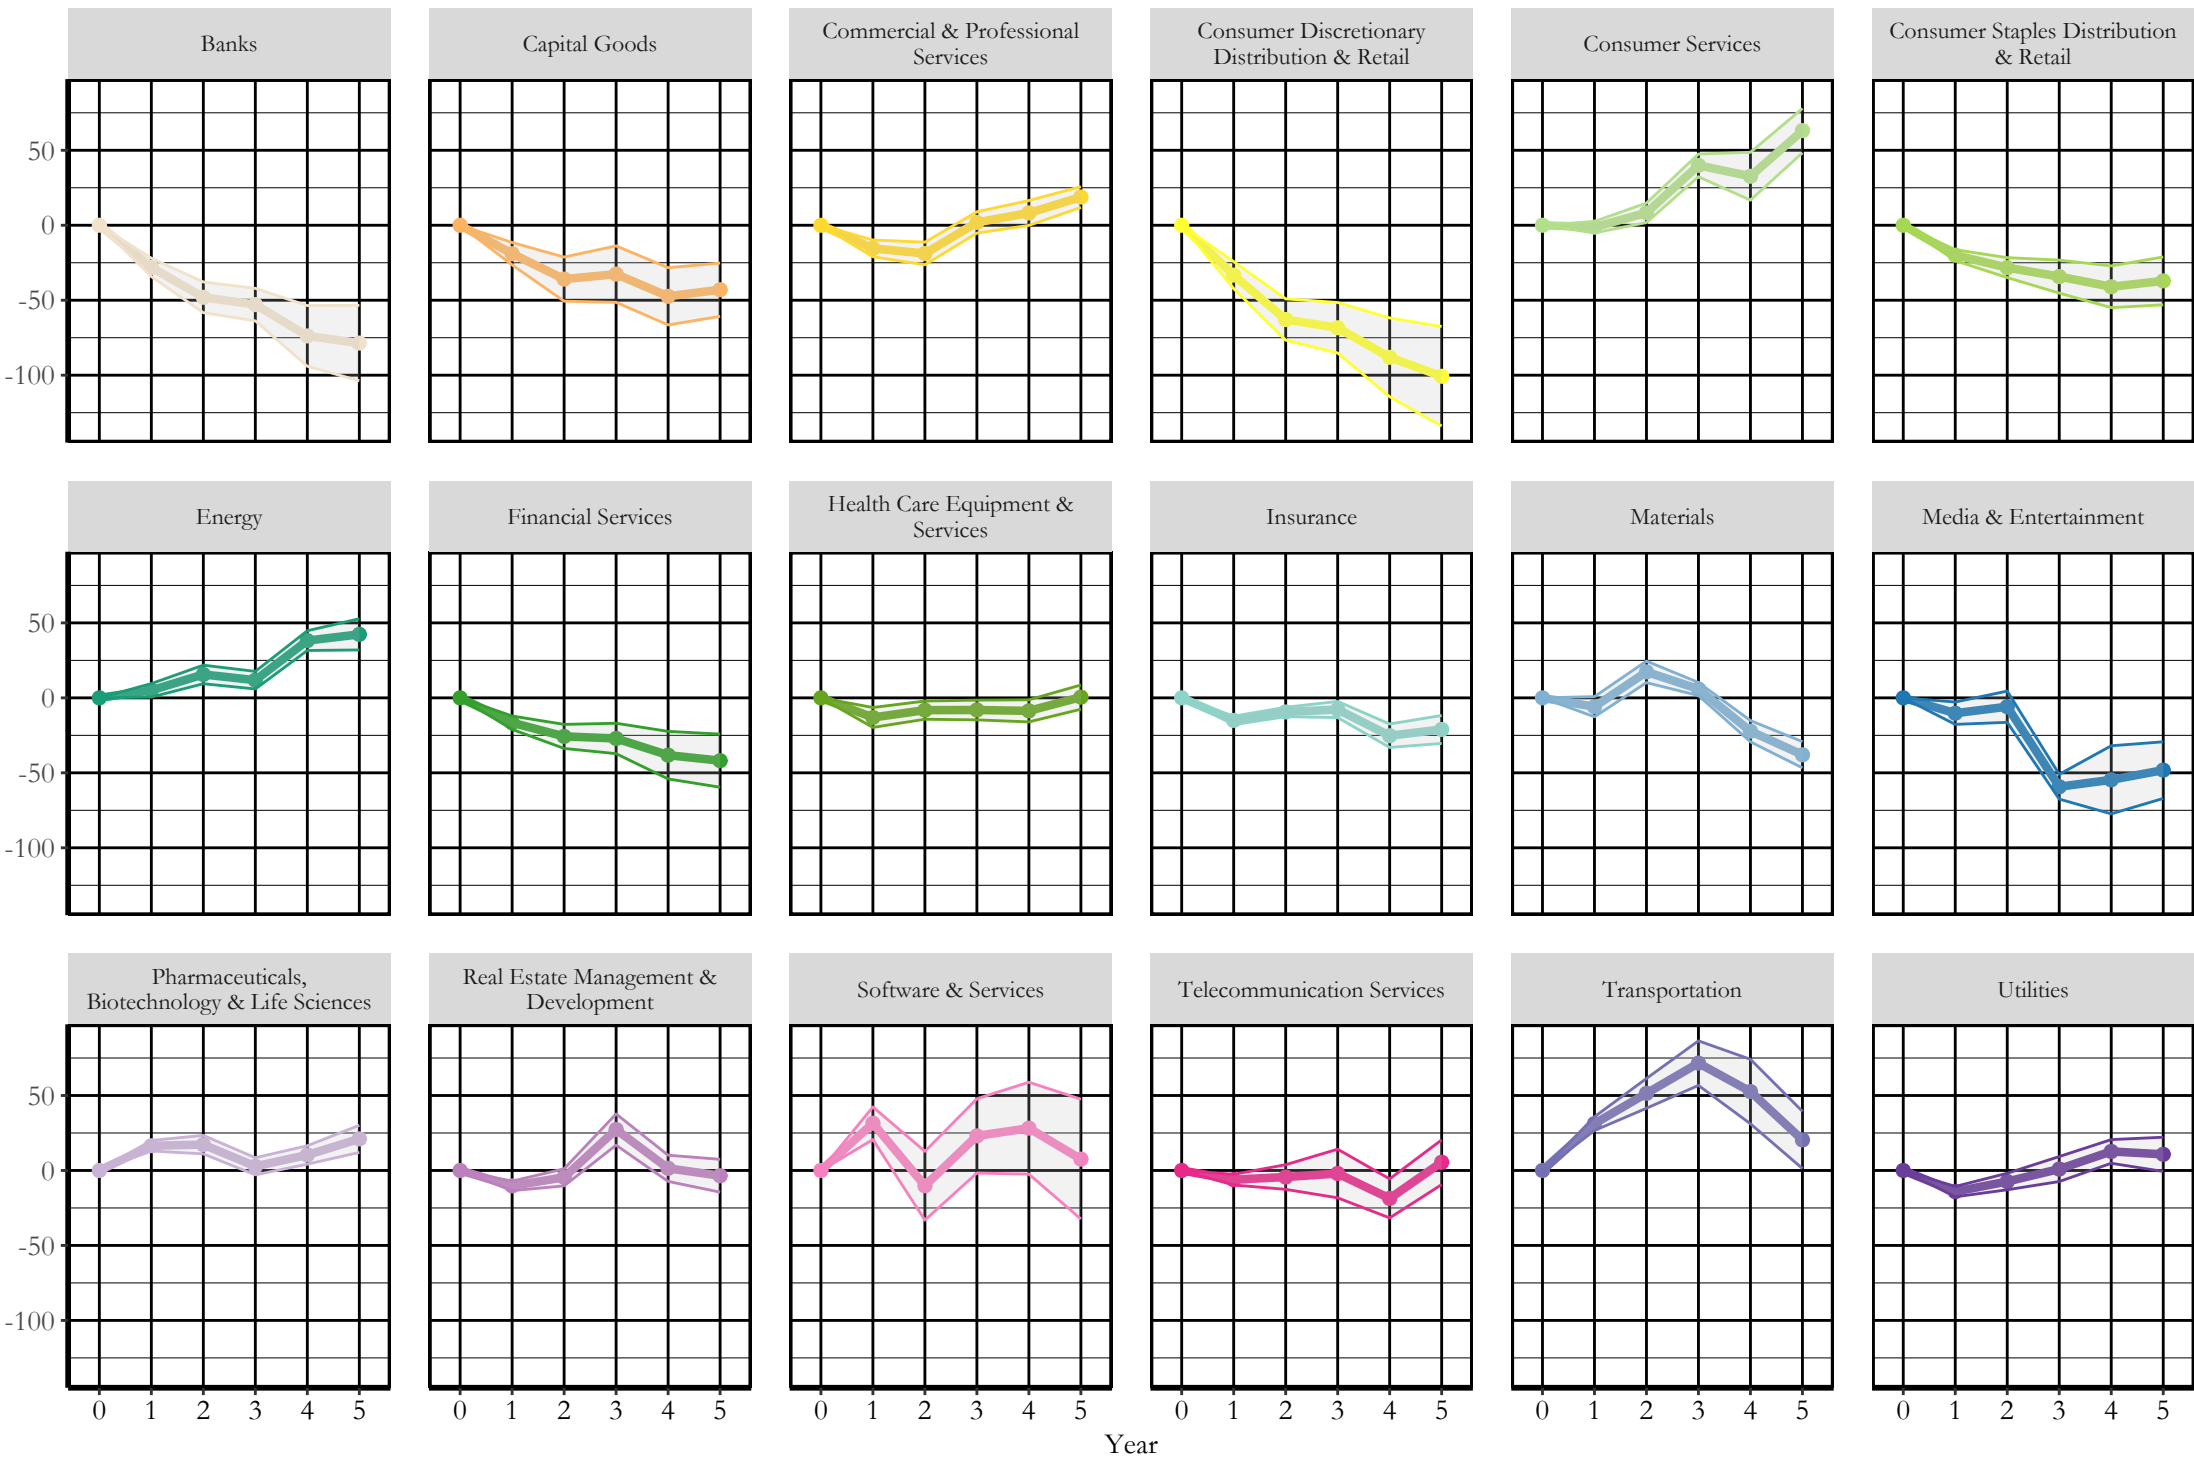 Banks
Capital Goods
Commercial & Professional
Services
Consumer Discretionary
Distribution & Retail
Consumer Services
Consumer Staples Distribution
& Retail
50
0
-50
-100
Energy
Financial Services
Health Care Equipment &
Services
Insurance
Materials
Media & Entertainment
50
0
-50
-100
Pharmaceuticals,
Biotechnology & Life Sciences
Real Estate Management &
Development
Software & Services
Telecommunication Services
Transportation
Utilities
50
0
-50
-100
0 1 2 3 4 5
0 1 2 3 4 5
0 1 2 3 4 5
0 1 2 3 4 5
0 1 2 3 4 5
0 1 2 3 4 5
Year